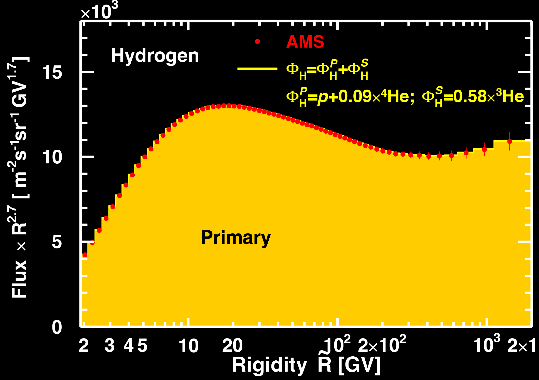 ×10³
Hydrogen
AMS
Φ_H=Φ_H^P+Φ_H^S
Φ_H^P=p+0.09×⁴He; Φ_H^S=0.58×³He
Flux × R^2.7 [ m⁻²s⁻¹sr⁻¹GV^1.7]
15
10
5
0
Primary
2 3 4 5 10 20 10² 2×10² 10³ 2×1
Rigidity R̃ [GV]